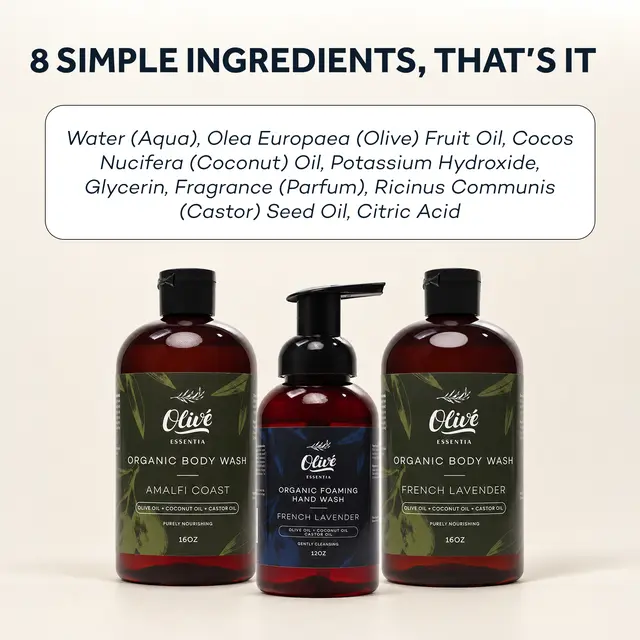 8 SIMPLE INGREDIENTS, THAT'S IT
Water (Aqua), Olea Europaea (Olive) Fruit Oil, Cocos
Nucifera (Coconut) Oil, Potassium Hydroxide,
Glycerin, Fragrance (Parfum), Ricinus Communis
(Castor) Seed Oil, Citric Acid
Olivé
ESSENTIA
ORGANIC BODY WASH
AMALFI COAST
OLIVE OIL • COCONUT OIL • CASTOR OIL
PURELY NOURISHING
16OZ
Olivé
ESSENTIA
ORGANIC FOAMING
HAND WASH
FRENCH LAVENDER
OLIVE OIL • COCONUT OIL
CASTOR OIL
GENTLY CLEANSING
12OZ
Olivé
ESSENTIA
ORGANIC BODY WASH
FRENCH LAVENDER
OLIVE OIL • COCONUT OIL • CASTOR OIL
PURELY NOURISHING
16OZ